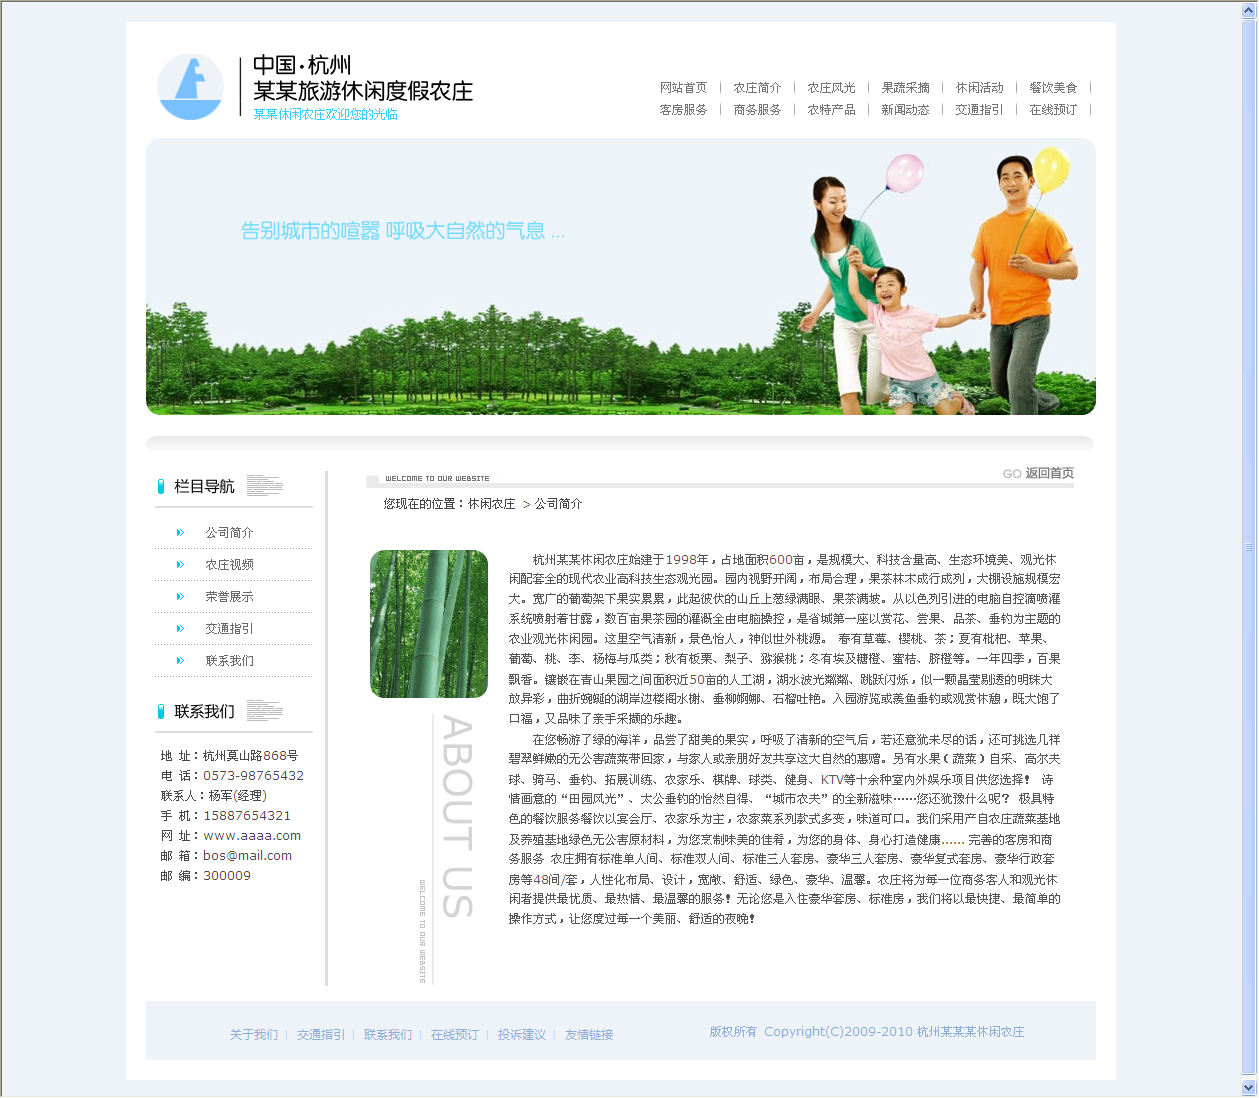 中国·杭州
某某旅游休闲度假农庄
某某休闲农庄欢迎您的光临
网站首页 农庄简介 农庄风光 果蔬采摘 休闲活动 餐饮美食
客房服务 商务服务 农特产品 新闻动态 交通指引 在线预订
告别城市的喧嚣 呼吸大自然的气息 ...
栏目导航
公司简介
农庄视频
荣誉展示
交通指引
联系我们
联系我们
地 址：杭州莫山路868号
电 话：0573-98765432
联系人：杨军(经理)
手 机：15887654321
网 址：www.aaaa.com
邮 箱：bos@mail.com
邮 编：300009
WELCOME TO OUR WEBSITE
GO 返回首页
您现在的位置：休闲农庄 > 公司简介
ABOUT US
WELCOME TO OUR WEBSITE
杭州某某休闲农庄始建于1998年，占地面积600亩，是规模大、科技含量高、生态环境美、观光休
闲配套全的现代农业高科技生态观光园。园内视野开阔，布局合理，果茶林木成行成列，大棚设施规模宏
大。宽广的葡萄架下果实累累，此起彼伏的山丘上葱绿满眼、果茶满坡。从以色列引进的电脑自控滴喷灌
系统喷射着甘露，数百亩果茶园的灌溉全由电脑操控，是省城第一座以赏花、尝果、品茶、垂钓为主题的
农业观光休闲园。这里空气清新，景色怡人，神似世外桃源。 春有草莓、樱桃、茶；夏有枇杷、苹果、
葡萄、桃、李、杨梅与瓜类；秋有板栗、梨子、猕猴桃；冬有埃及糖橙、蜜桔、脐橙等。一年四季，百果
飘香。镶嵌在青山果园之间面积近50亩的人工湖，湖水波光粼粼、跳跃闪烁，似一颗晶莹剔透的明珠大
放异彩，曲折蜿蜒的湖岸边楼阁水榭、垂柳婀娜、石榴吐艳。入园游览或羡鱼垂钓或观赏休憩，既大饱了
口福，又品味了亲手采撷的乐趣。
在您畅游了绿的海洋，品尝了甜美的果实，呼吸了清新的空气后，若还意犹未尽的话，还可挑选几样
碧翠鲜嫩的无公害蔬菜带回家，与家人或亲朋好友共享这大自然的惠赠。另有水果（蔬菜）自采、高尔夫
球、骑马、垂钓、拓展训练、农家乐、棋牌、球类、健身、KTV等十余种室内外娱乐项目供您选择！ 诗
情画意的“田园风光”、太公垂钓的怡然自得、“城市农夫”的全新滋味……您还犹豫什么呢？ 极具特
色的餐饮服务餐饮以宴会厅、农家乐为主，农家菜系列款式多变，味道可口。我们采用产自农庄蔬菜基地
及养殖基地绿色无公害原材料，为您烹制味美的佳肴，为您的身体、身心打造健康...... 完善的客房和商
务服务 农庄拥有标准单人间、标准双人间、标准三人套房、豪华三人套房、豪华复式套房、豪华行政套
房等48间/套，人性化布局、设计，宽敞、舒适、绿色、豪华、温馨。农庄将为每一位商务客人和观光休
闲者提供最优质、最热情、最温馨的服务！无论您是入住豪华套房、标准房，我们将以最快捷、最简单的
操作方式，让您度过每一个美丽、舒适的夜晚！
关于我们 | 交通指引 | 联系我们 | 在线预订 | 投诉建议 | 友情链接
版权所有 Copyright(C)2009-2010 杭州某某某休闲农庄